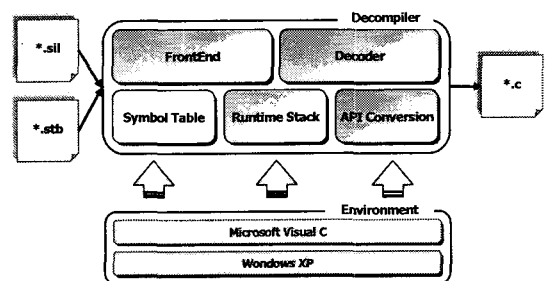 Decompiler
*.sil
*.stb
FrontEnd
Decoder
Symbol Table
Runtime Stack
API Conversion
*.c
Environment
Microsoft Visual C
Wondows XP